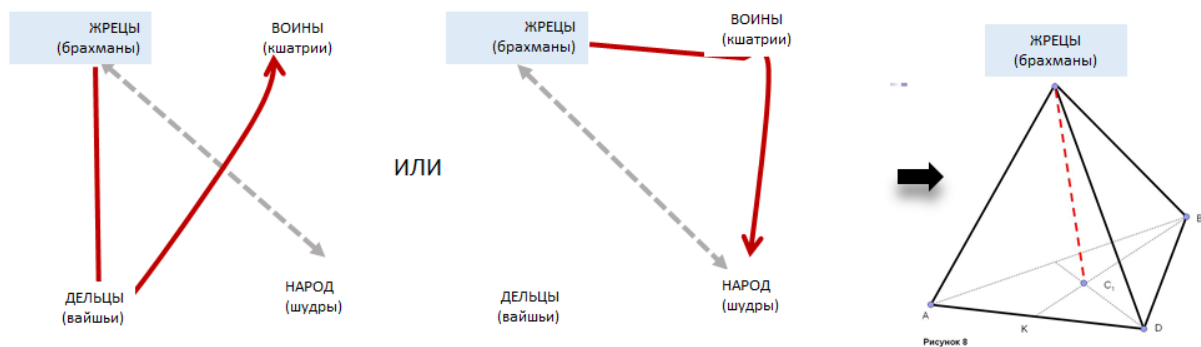 ЖРЕЦЫ
(брахманы)
ВОИНЫ
(кшатрии)
ДЕЛЬЦЫ
(вайшьи)
НАРОД
(шудры)
ИЛИ
ЖРЕЦЫ
(брахманы)
ВОИНЫ
(кшатрии)
ДЕЛЬЦЫ
(вайшьи)
НАРОД
(шудры)
ЖРЕЦЫ
(брахманы)
B
C₁
A
K
D
Рисунок 8